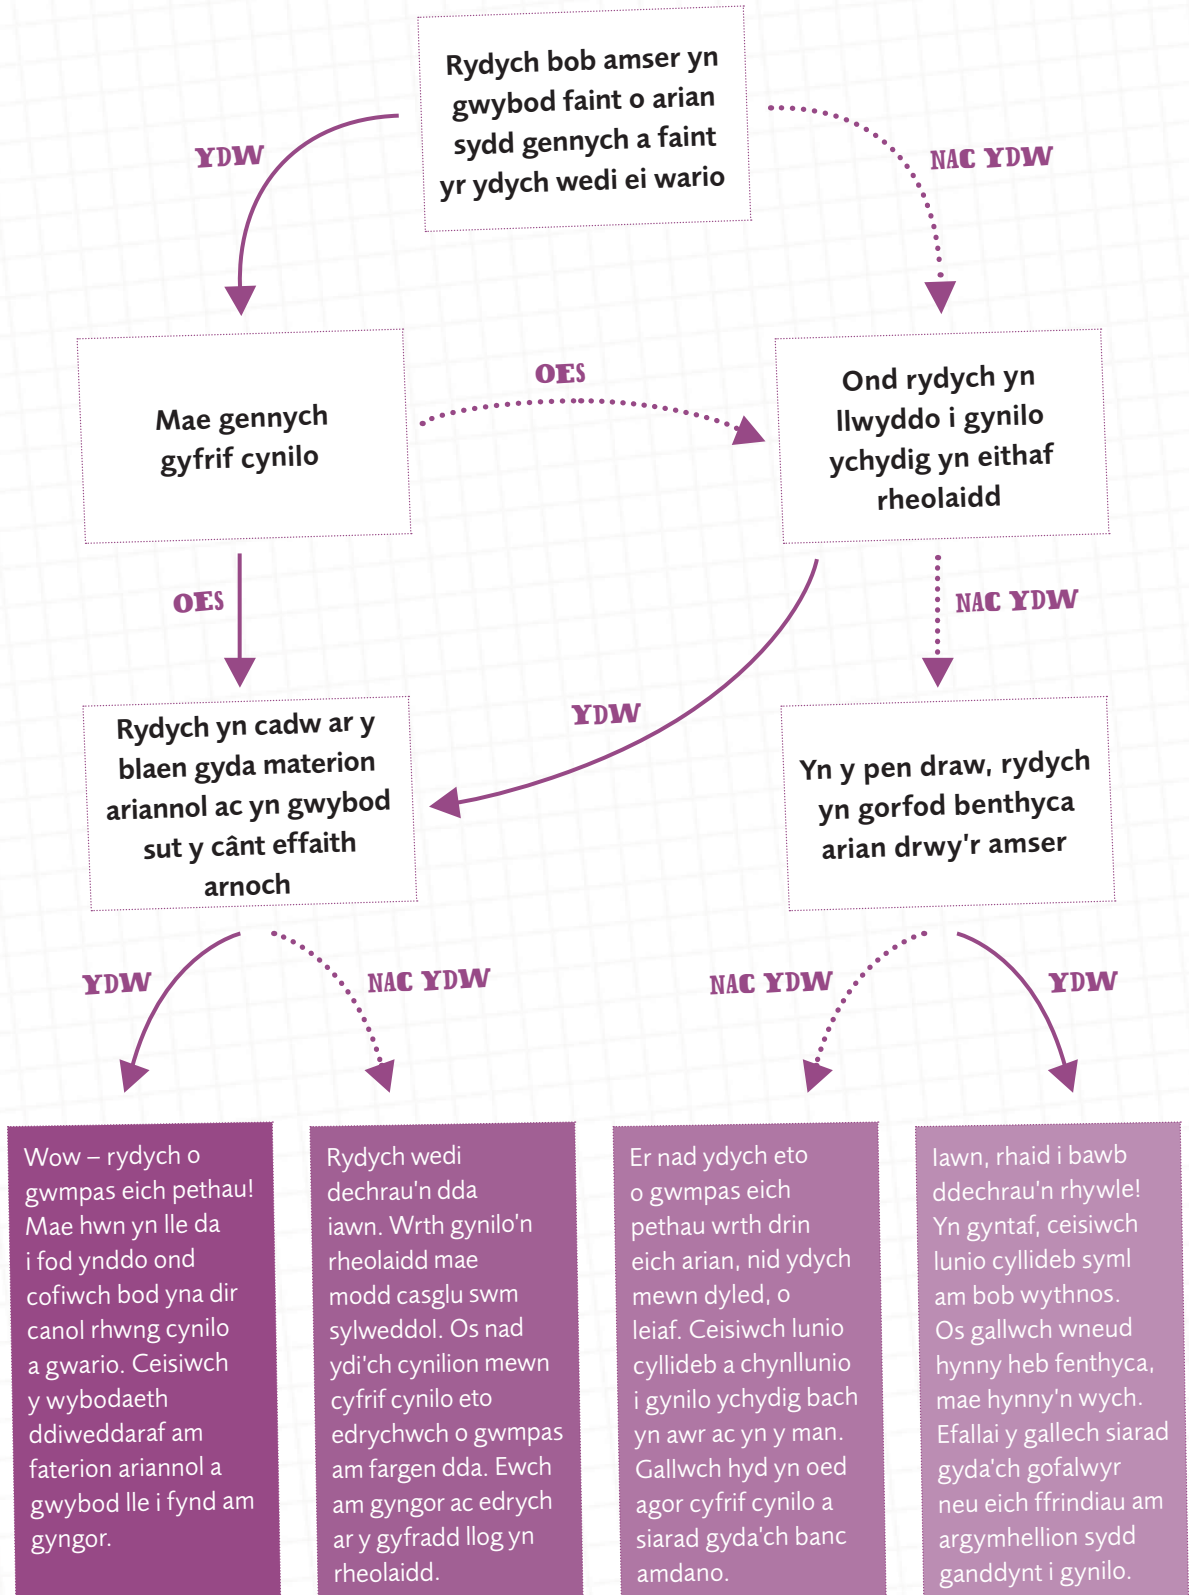 Rydych bob amser yn
gwybod faint o arian
sydd gennych a faint
yr ydych wedi ei wario
YDW
NAC YDW
Mae gennych
gyfrif cynilo
OES
Ond rydych yn
llwyddo i gynilo
ychydig yn eithaf
rheolaidd
OES
NAC YDW
YDW
Rydych yn cadw ar y
blaen gyda materion
ariannol ac yn gwybod
sut y cânt effaith
arnoch
Yn y pen draw, rydych
yn gorfod benthyca
arian drwy'r amser
YDW
NAC YDW
NAC YDW
YDW
Wow – rydych o
gwmpas eich pethau!
Mae hwn yn lle da
i fod ynddo ond
cofiwch bod yna dir
canol rhwng cynilo
a gwario. Ceisiwch
y wybodaeth
ddiweddaraf am
faterion ariannol a
gwybod lle i fynd am
gyngor.
Rydych wedi
dechrau'n dda
iawn. Wrth gynilo'n
rheolaidd mae
modd casglu swm
sylweddol. Os nad
ydi'ch cynilion mewn
cyfrif cynilo eto
edrychwch o gwmpas
am fargen dda. Ewch
am gyngor ac edrych
ar y gyfradd llog yn
rheolaidd.
Er nad ydych eto
o gwmpas eich
pethau wrth drin
eich arian, nid ydych
mewn dyled, o
leiaf. Ceisiwch lunio
cyllideb a chynllunio
i gynilo ychydig bach
yn awr ac yn y man.
Gallwch hyd yn oed
agor cyfrif cynilo a
siarad gyda'ch banc
amdano.
Iawn, rhaid i bawb
ddechrau'n rhywle!
Yn gyntaf, ceisiwch
lunio cyllideb syml
am bob wythnos.
Os gallwch wneud
hynny heb fenthyca,
mae hynny'n wych.
Efallai y gallech siarad
gyda'ch gofalwyr
neu eich ffrindiau am
argymhellion sydd
ganddynt i gynilo.